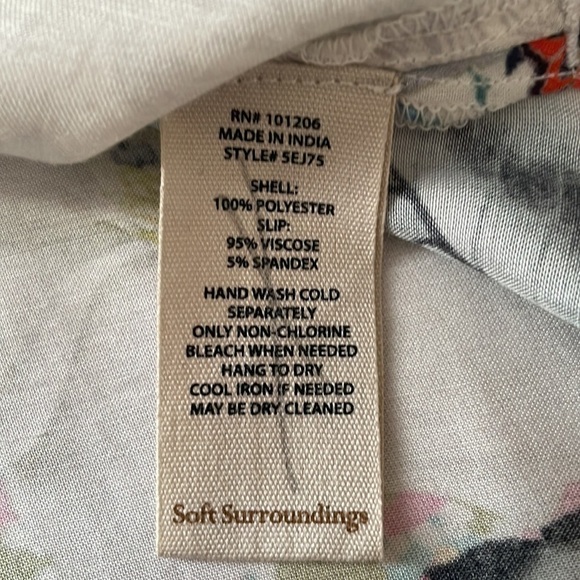 RN# 101206
MADE IN INDIA
STYLE# 5EJ75
SHELL:
100% POLYESTER
SLIP:
95% VISCOSE
5% SPANDEX
HAND WASH COLD
SEPARATELY
ONLY NON-CHLORINE
BLEACH WHEN NEEDED
HANG TO DRY
COOL IRON IF NEEDED
MAY BE DRY CLEANED
Soft Surroundings